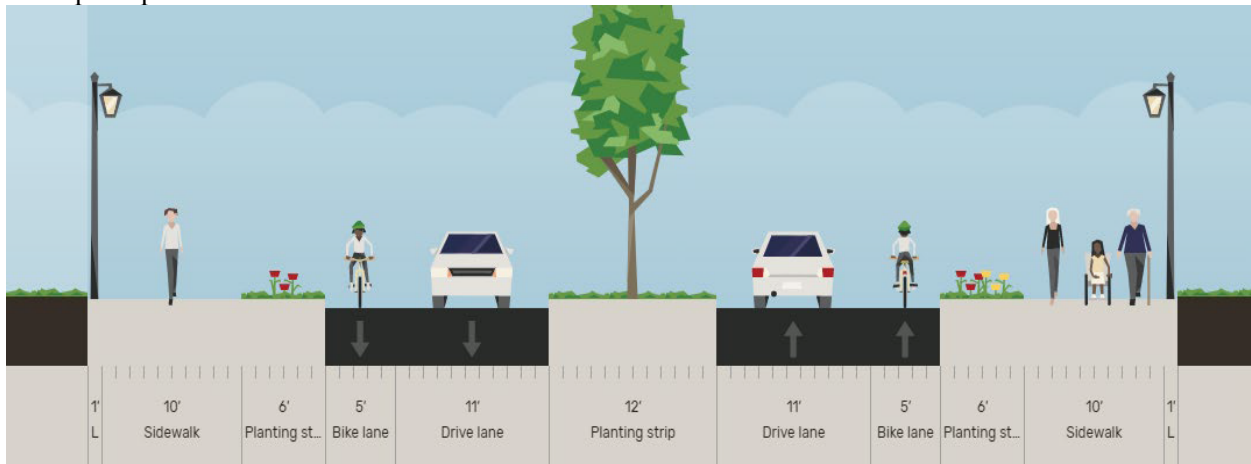 1' 10' 6' 5' 11' 12' 11' 5' 6' 10' 1'
L Sidewalk Planting st... Bike lane Drive lane Planting strip Drive lane Bike lane Planting st... Sidewalk L